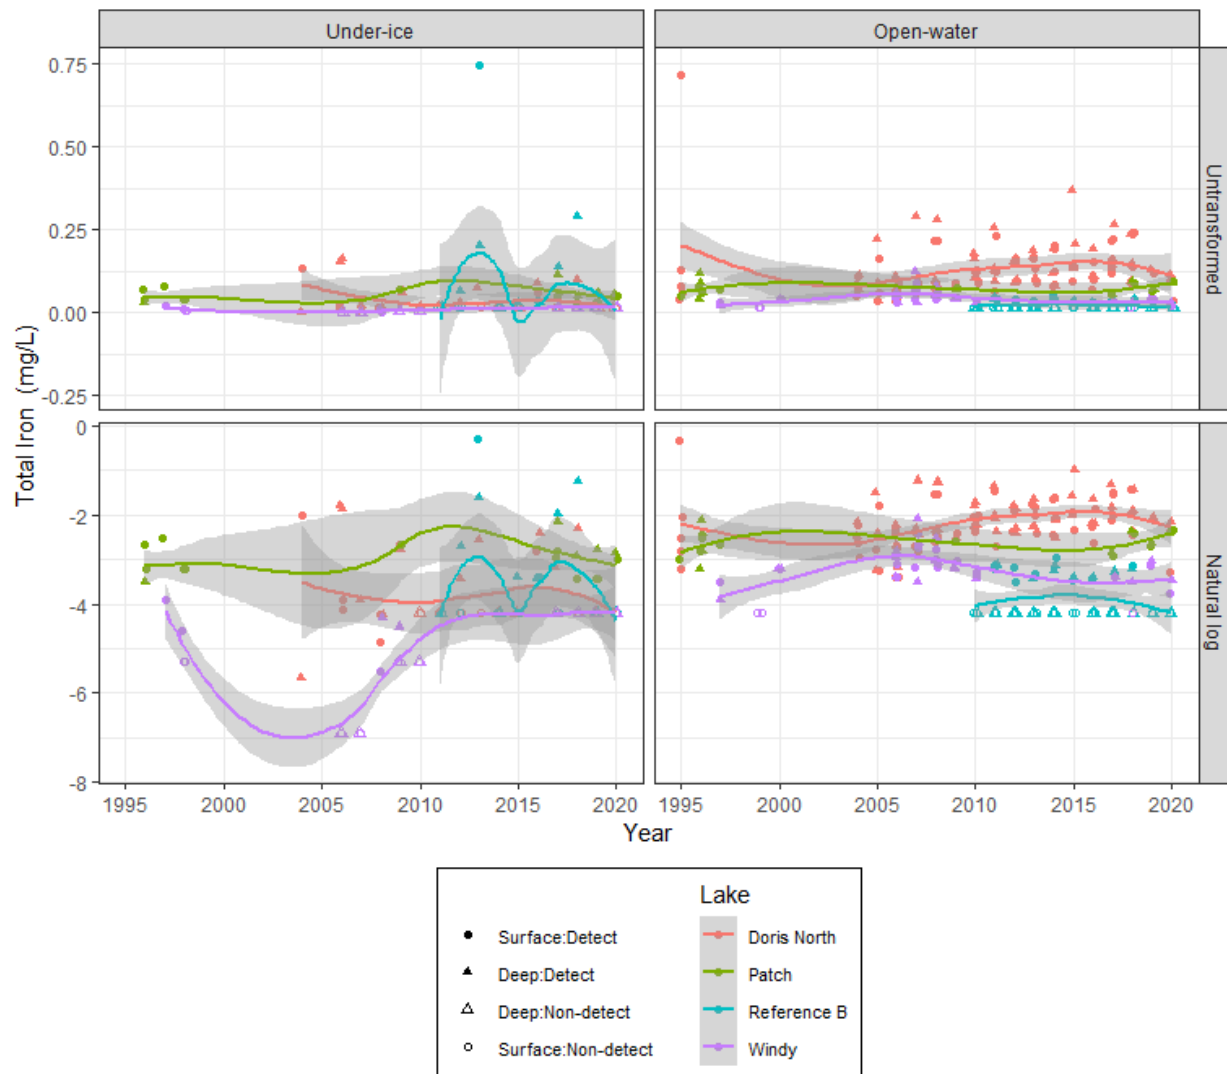 Under-ice
Open-water
0.75
0.50
0.25
0.00
-0.25
Untransformed
Total Iron (mg/L)
0
-2
-4
-6
-8
Natural log
1995 2000 2005 2010 2015 2020
1995 2000 2005 2010 2015 2020
Year
Surface:Detect
Deep:Detect
Deep:Non-detect
Surface:Non-detect
Lake
Doris North
Patch
Reference B
Windy